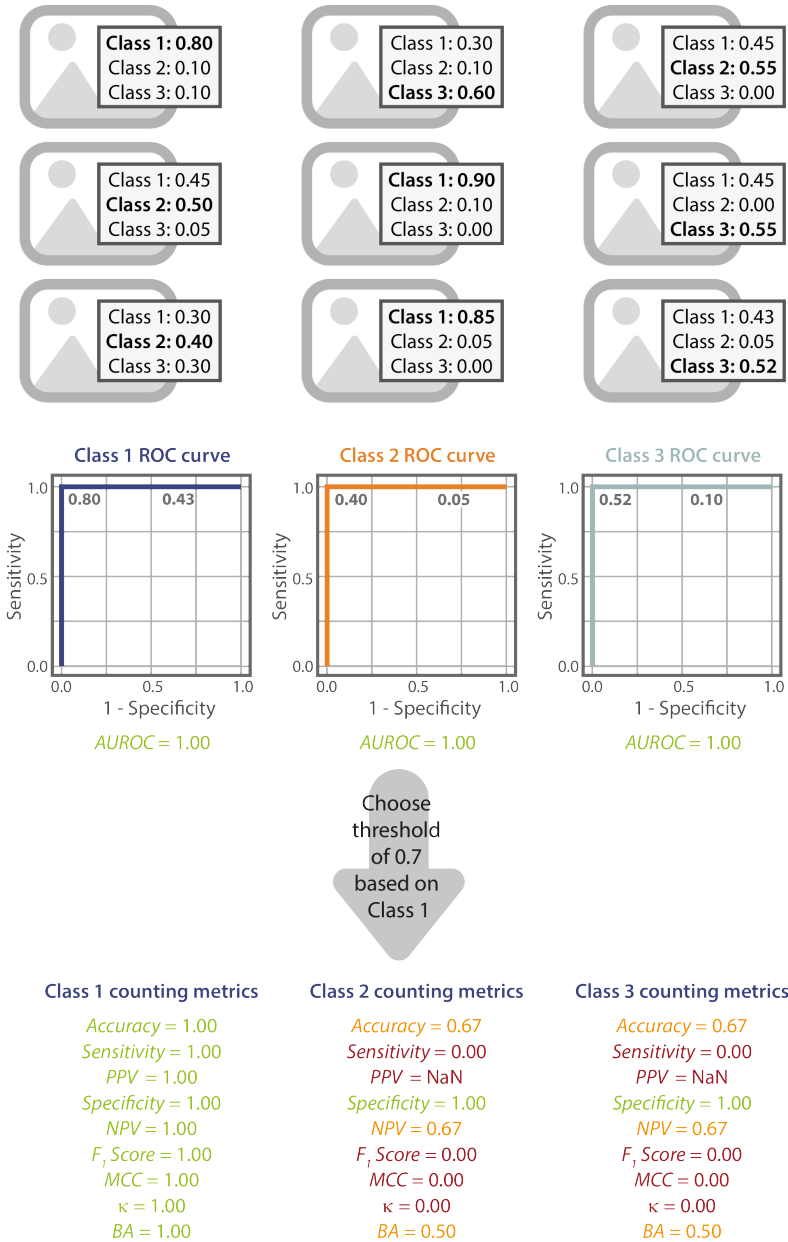 Class 1: 0.80
Class 2: 0.10
Class 3: 0.10
Class 1: 0.30
Class 2: 0.10
Class 3: 0.60
Class 1: 0.45
Class 2: 0.55
Class 3: 0.00
Class 1: 0.45
Class 2: 0.50
Class 3: 0.05
Class 1: 0.90
Class 2: 0.10
Class 3: 0.00
Class 1: 0.45
Class 2: 0.00
Class 3: 0.55
Class 1: 0.30
Class 2: 0.40
Class 3: 0.30
Class 1: 0.85
Class 2: 0.05
Class 3: 0.00
Class 1: 0.43
Class 2: 0.05
Class 3: 0.52
Class 1 ROC curve
1.0
0.80 0.43
Sensitivity
0.5
0.0
0.0 0.5 1.0
1 - Specificity
AUROC = 1.00
Class 2 ROC curve
1.0
0.40 0.05
Sensitivity
0.5
0.0
0.0 0.5 1.0
1 - Specificity
AUROC = 1.00
Class 3 ROC curve
1.0
0.52 0.10
Sensitivity
0.5
0.0
0.0 0.5 1.0
1 - Specificity
AUROC = 1.00
Choose
threshold
of 0.7
based on
Class 1
Class 1 counting metrics
Accuracy = 1.00
Sensitivity = 1.00
PPV = 1.00
Specificity = 1.00
NPV = 1.00
F1 Score = 1.00
MCC = 1.00
κ = 1.00
BA = 1.00
Class 2 counting metrics
Accuracy = 0.67
Sensitivity = 0.00
PPV = NaN
Specificity = 1.00
NPV = 0.67
F1 Score = 0.00
MCC = 0.00
κ = 0.00
BA = 0.50
Class 3 counting metrics
Accuracy = 0.67
Sensitivity = 0.00
PPV = NaN
Specificity = 1.00
NPV = 0.67
F1 Score = 0.00
MCC = 0.00
κ = 0.00
BA = 0.50